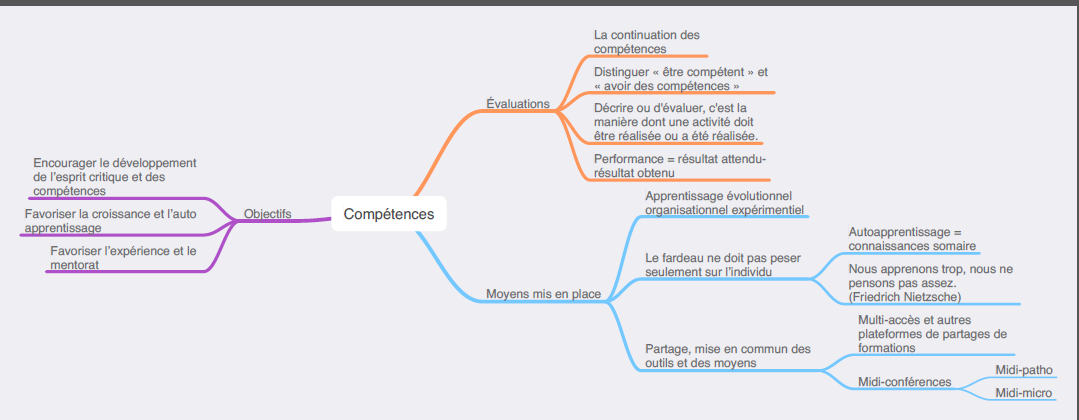 La contination des
compétences
Distinguer « être compétent » et
« avoir des compétences »
Évaluations
Décrire ou d'évaluer, c'est la
manière dont une activité doit
être réalisée ou a été réalisée.
Performance = résultat attendu-
résultat obtenu
Encourager le développement
de l'esprit critique et des
compétences
Favoriser la croissance et l'auto
apprentissage
Favoriser l'expérience et le
mentorat
Objectifs
Compétences
Moyens mis en place
Apprentissage évolutionnel
organisationnel expérimentiel
Le fardeau ne doit pas peser
seulement sur l'individu
Autoapprentissage =
connaissances somaire
Nous apprenons trop, nous ne
pensons pas assez.
(Friedrich Nietzsche)
Partage, mise en commun des
outils et des moyens
Multi-accès et autres
plateformes de partages de
formations
Midi-conférences
Midi-patho
Midi-micro